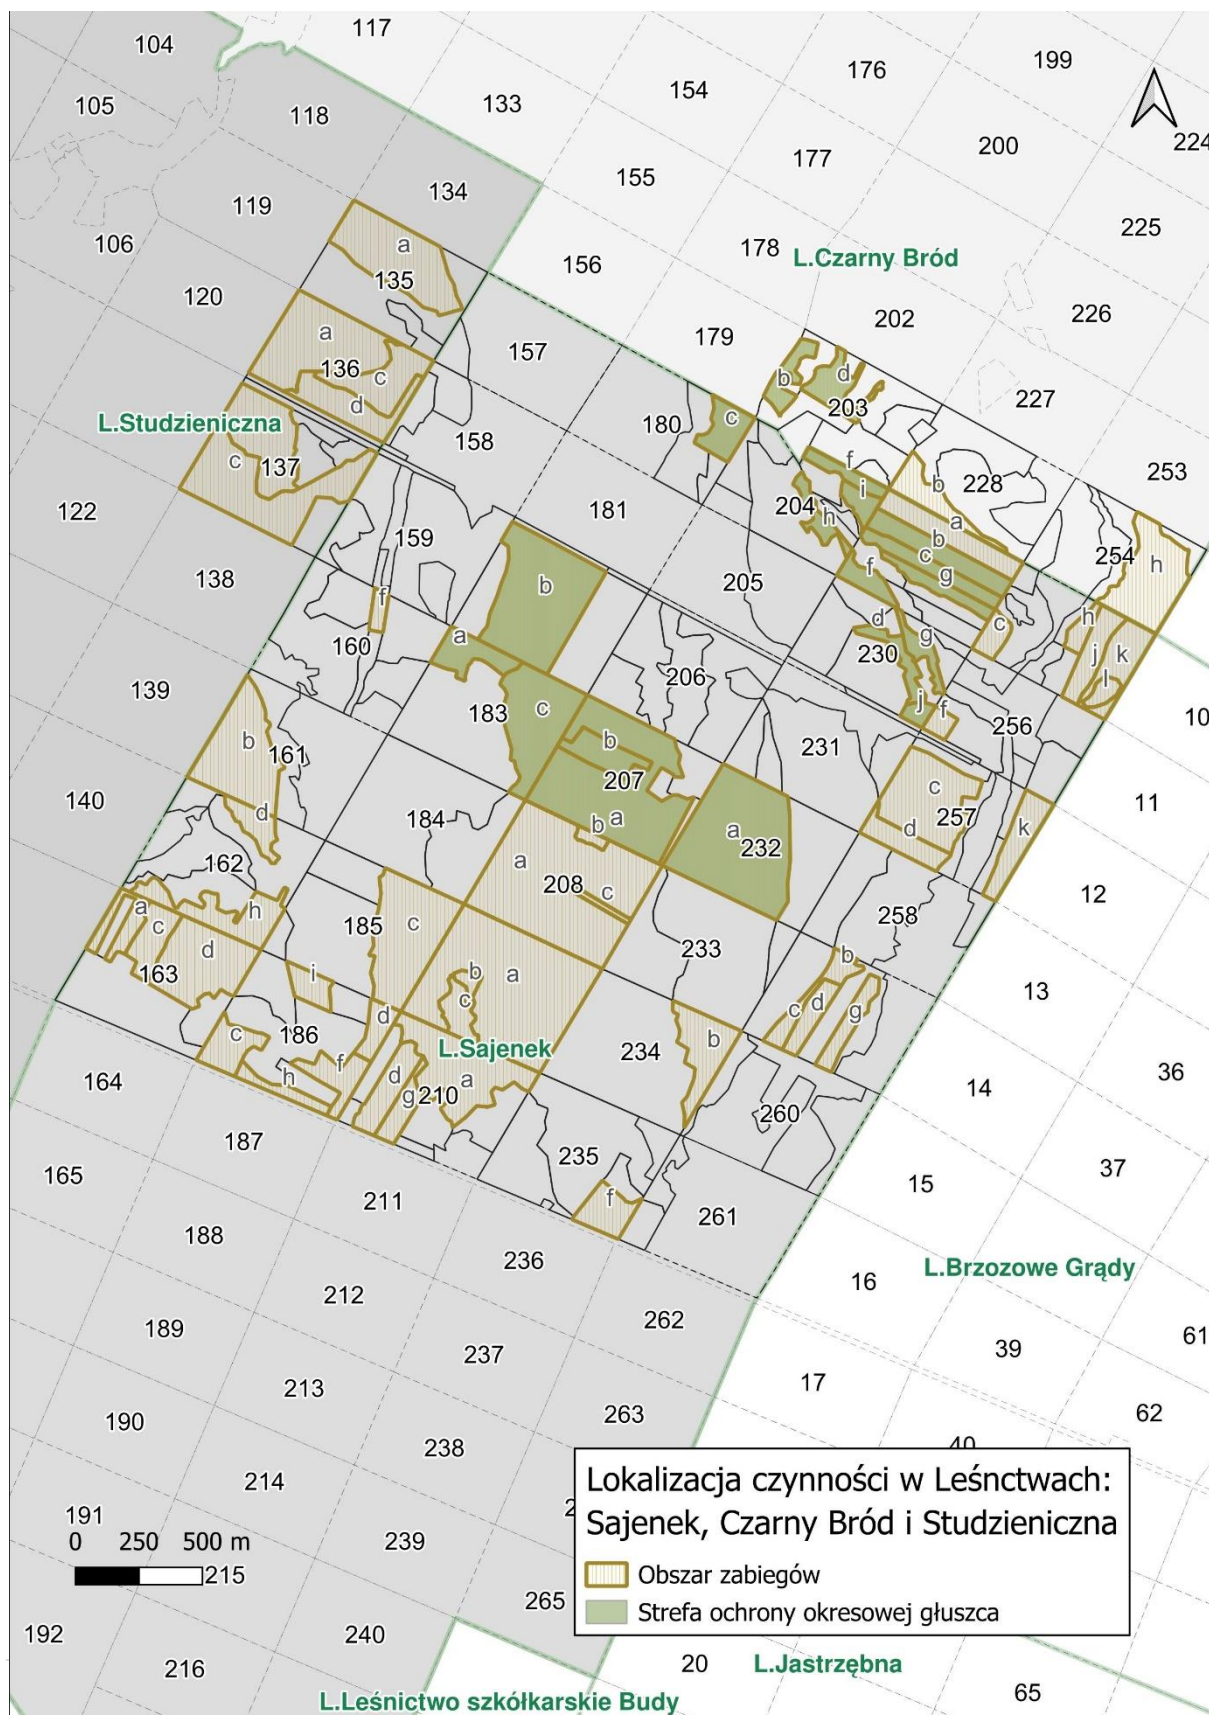 117
104
199
176
154
133
105
118
224
200
177
155
134
119
225
178
106
L.Czarny Bród
156
a
135
120
226
202
179
157
a
136
c
d
b
d
203
227
180
c
158
L.Studzieniczna
c
137
f
b
228
253
i
204
h
a
b
c
g
f
254
h
122
181
159
138
b
205
f
160
a
d
230
g
c
h
j
k
l
139
183
c
206
j
f
256
10
b
161
b
207
231
c
257
d
11
140
d
184
b
a
a
232
k
162
a
208
c
12
h
a
c
163
d
185
c
258
233
b
i
b
a
c
13
c
d
g
186
c
f
d
L.Sajenek
234
b
h
d
g
210
a
14
36
164
260
187
235
37
165
f
15
211
261
188
236
L.Brzozowe Grądy
16
212
262
189
61
39
237
17
213
263
190
62
238
40
214
Lokalizacja czynności w Leśnctwach:
Sajenek, Czarny Bród i Studzieniczna
191
2
0 250 500 m
239
215
Obszar zabiegów
265
Strefa ochrony okresowej głuszca
192
240
216
20
L.Jastrzębna
65
L.Leśnictwo szkółkarskie Budy